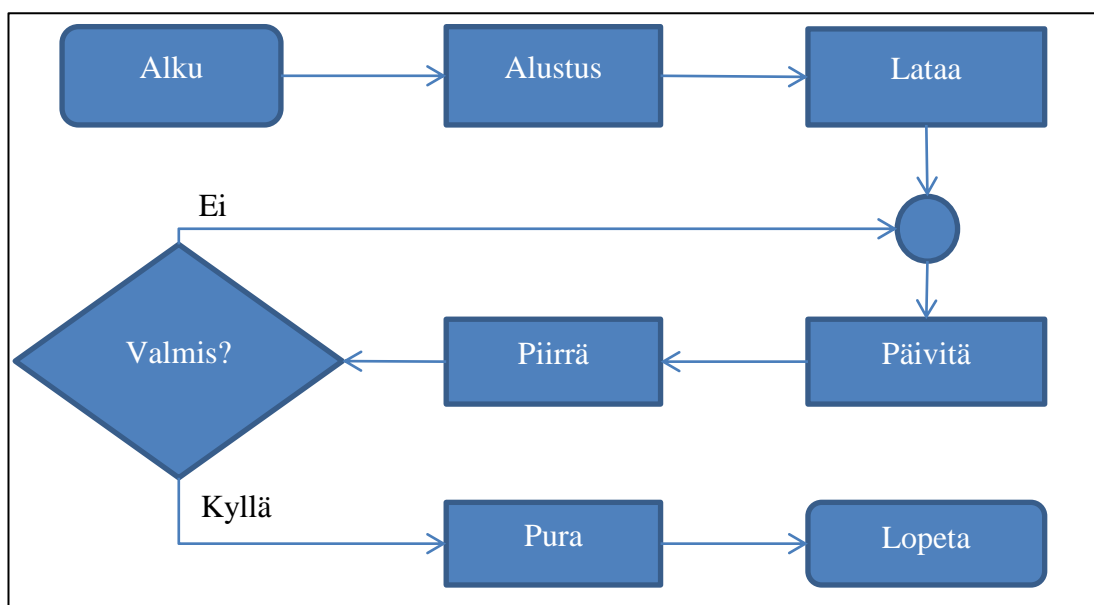 Alku
Alustus
Lataa
Ei
Valmis?
Piirrä
Päivitä
Kyllä
Pura
Lopeta